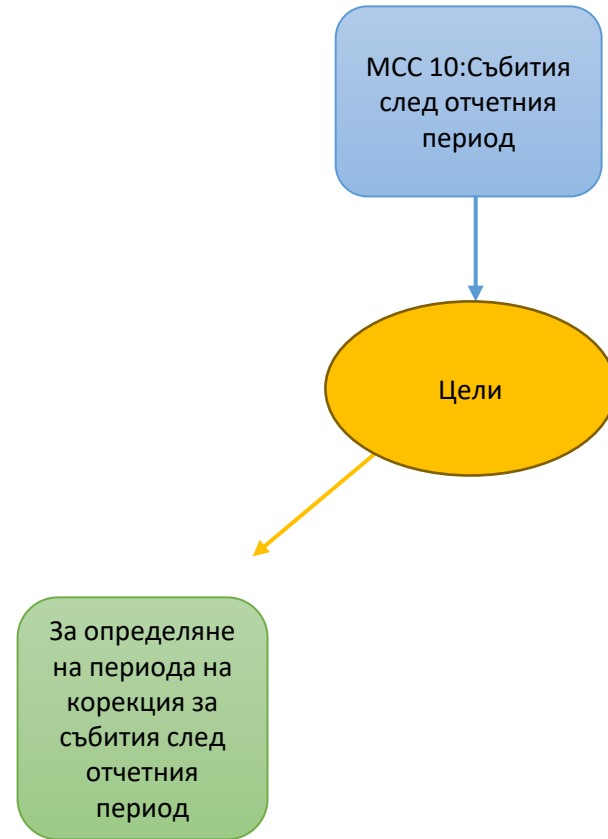 МСС 10:Събития
след отчетния
период
Цели
За определяне
на периода на
корекция за
събития след
отчетния
период